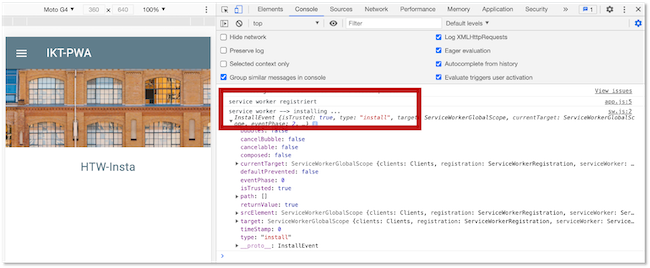 Moto G4 ▼ 360 × 640 100% ▼
Elements Console Sources Network Performance Memory Application Security » 1
top ▼ Filter Default levels ▼
Hide network Log XMLHttpRequests
Preserve log Eager evaluation
Selected context only Autocomplete from history
Group similar messages in console Evaluate triggers user activation
IKT-PWA
HTW-Insta
View issues
service worker registriert app.js:5
service worker --> installing ... sw.js:2
InstallEvent {isTrusted: true, type: "install", target: ServiceWorkerGlobalScope, currentTarget: ServiceWorkerGlobalSc
ope, eventPhase: 2, …}
bubbles: false
cancelBubble: false
cancelable: false
composed: false
currentTarget: ServiceWorkerGlobalScope {clients: Clients, registration: ServiceWorkerRegistration, serviceWorker: …
defaultPrevented: false
eventPhase: 0
isTrusted: true
path: []
returnValue: true
srcElement: ServiceWorkerGlobalScope {clients: Clients, registration: ServiceWorkerRegistration, serviceWorker: Ser…
target: ServiceWorkerGlobalScope {clients: Clients, registration: ServiceWorkerRegistration, serviceWorker: Service…
timeStamp: 0
type: "install"
__proto__: InstallEvent